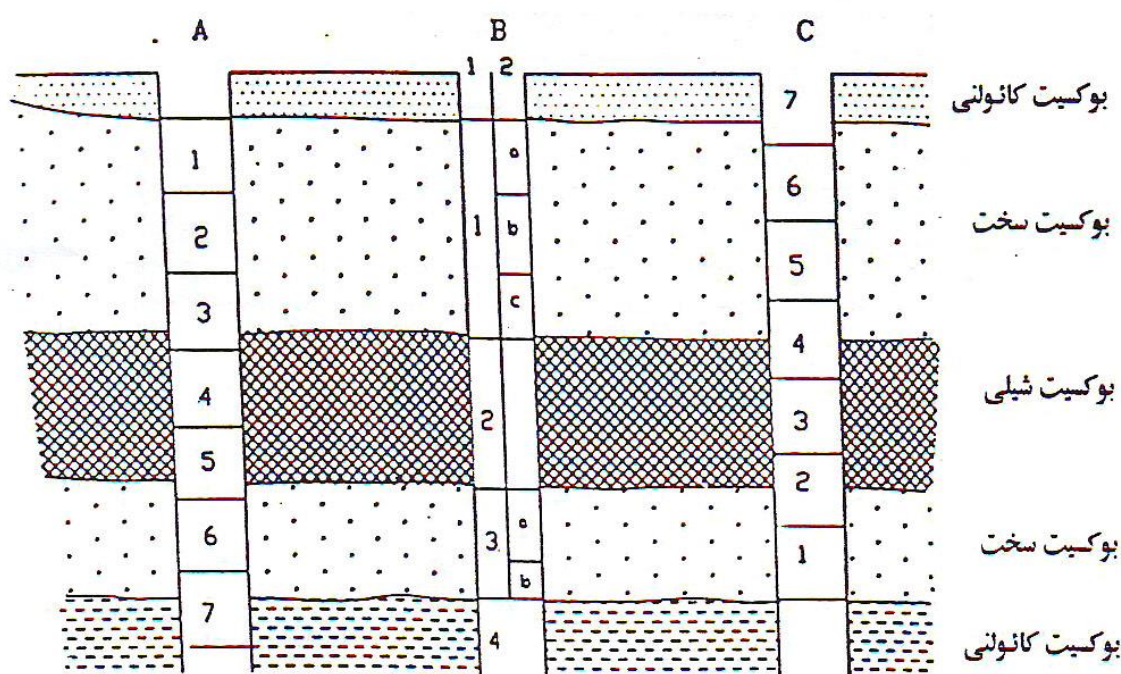 A B C
1 2
7 بوکسیت کائولنی
1 a 6
2 1 b 5 بوکسیت سخت
3 c 4
4 2 3 بوکسیت شیلی
5 2
6 3 a 1 بوکسیت سخت
b
7 4 بوکسیت کائولنی